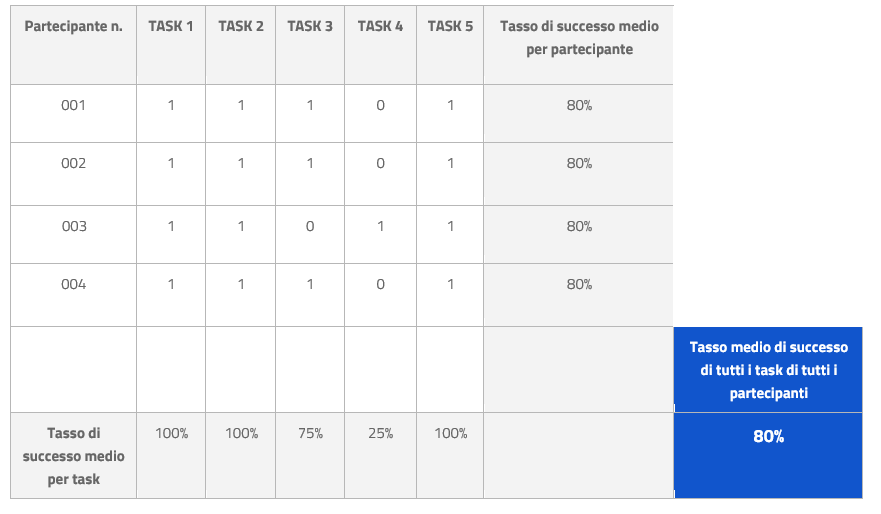 Partecipante n. TASK 1 TASK 2 TASK 3 TASK 4 TASK 5 Tasso di successo medio
per partecipante
001 1 1 1 0 1 80%
002 1 1 1 0 1 80%
003 1 1 0 1 1 80%
004 1 1 1 0 1 80%
Tasso medio di successo
di tutti i task di tutti i
partecipanti
Tasso di
successo medio
per task
100% 100% 75% 25% 100% 80%